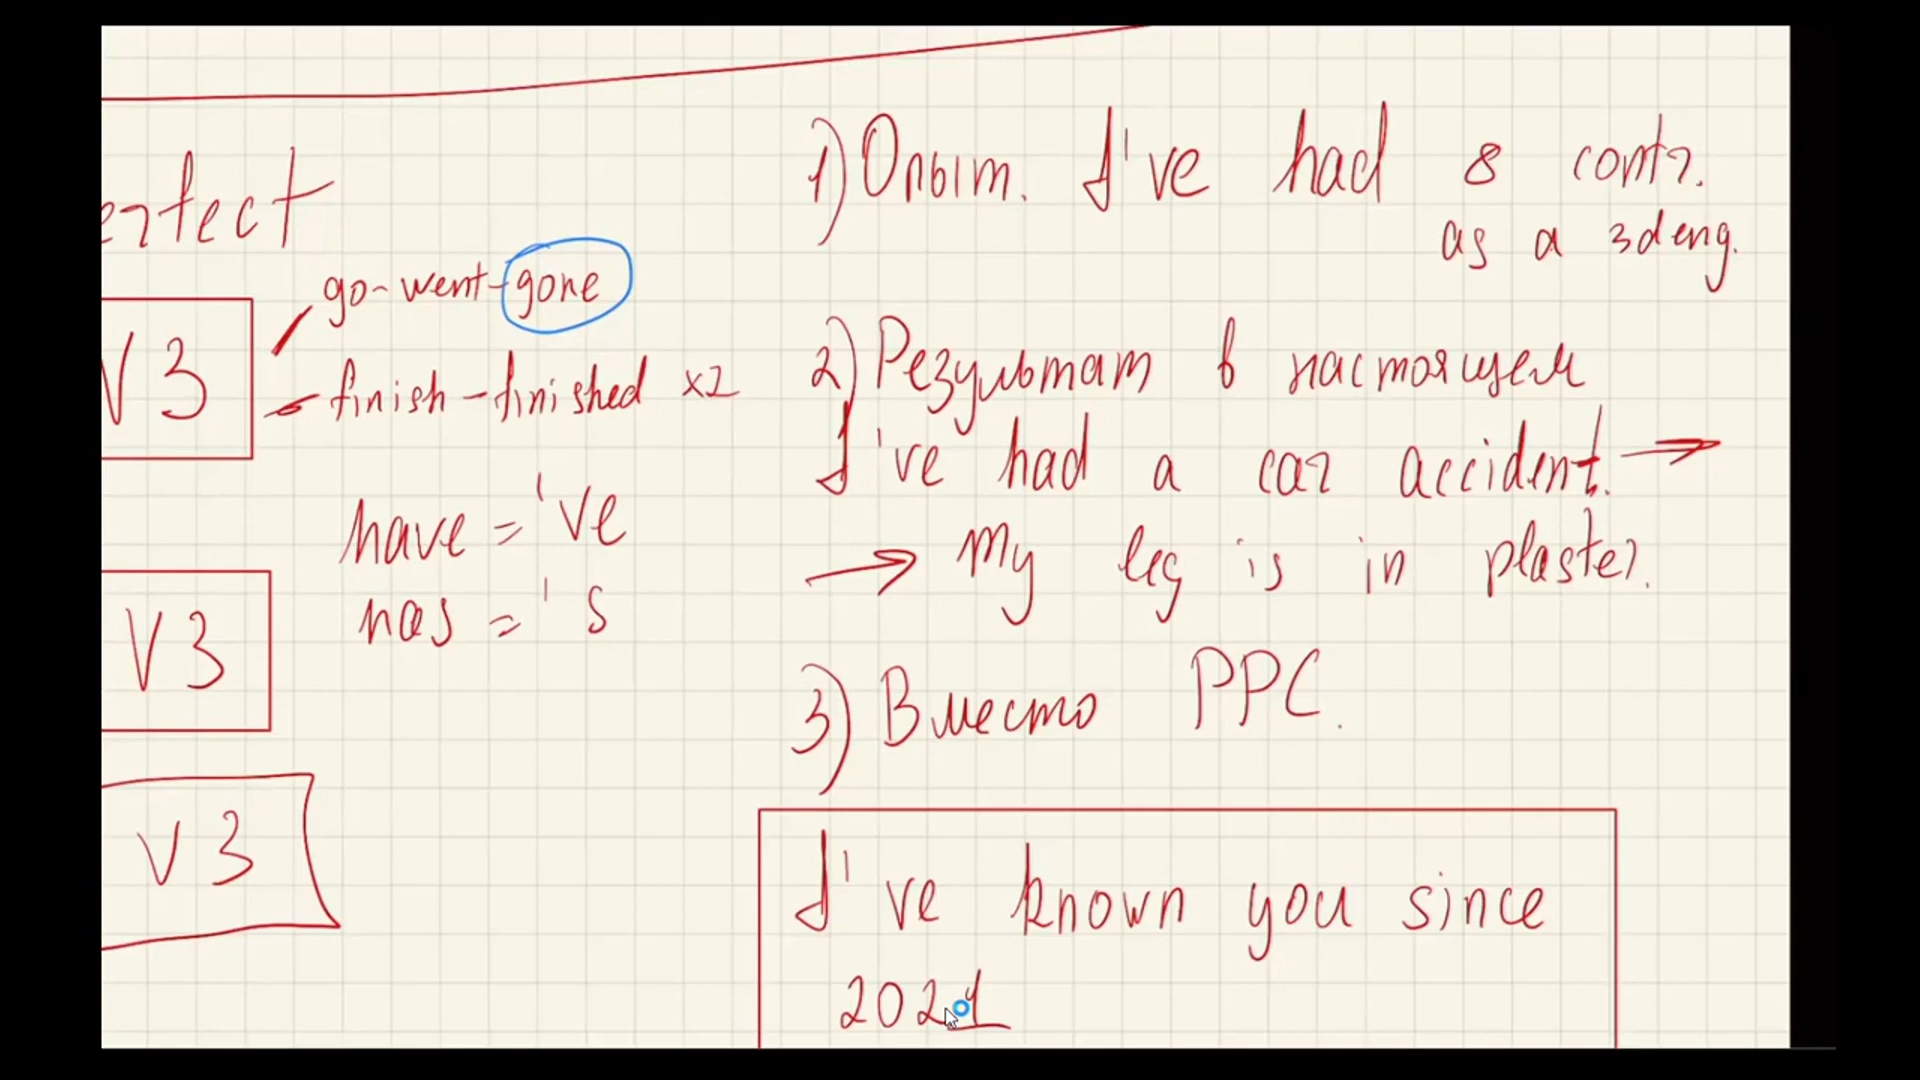 erfect
V3
go-went-gone
finish-finished x2
have = 've
has = 's
V3
V3
1) Опыт. I've had 8 contr.
as a 3d eng.
2) Результат в настоящем
I've had a car accident. →
→ My leg is in plaster.
3) Вместо PPC.
I've known you since
2021